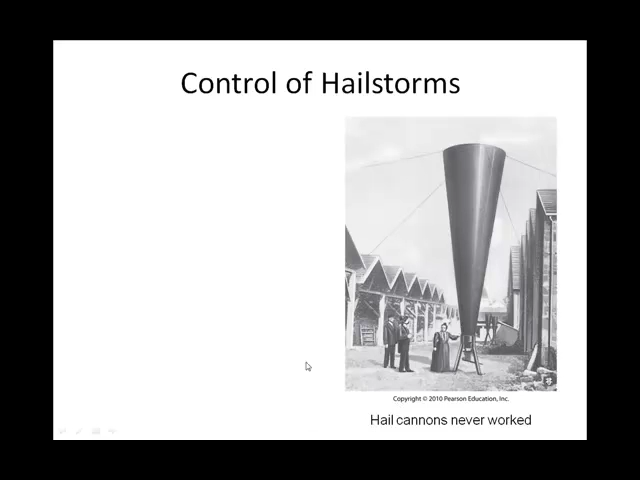 Control of Hailstorms
Copyright © 2010 Pearson Education, Inc.
Hail cannons never worked